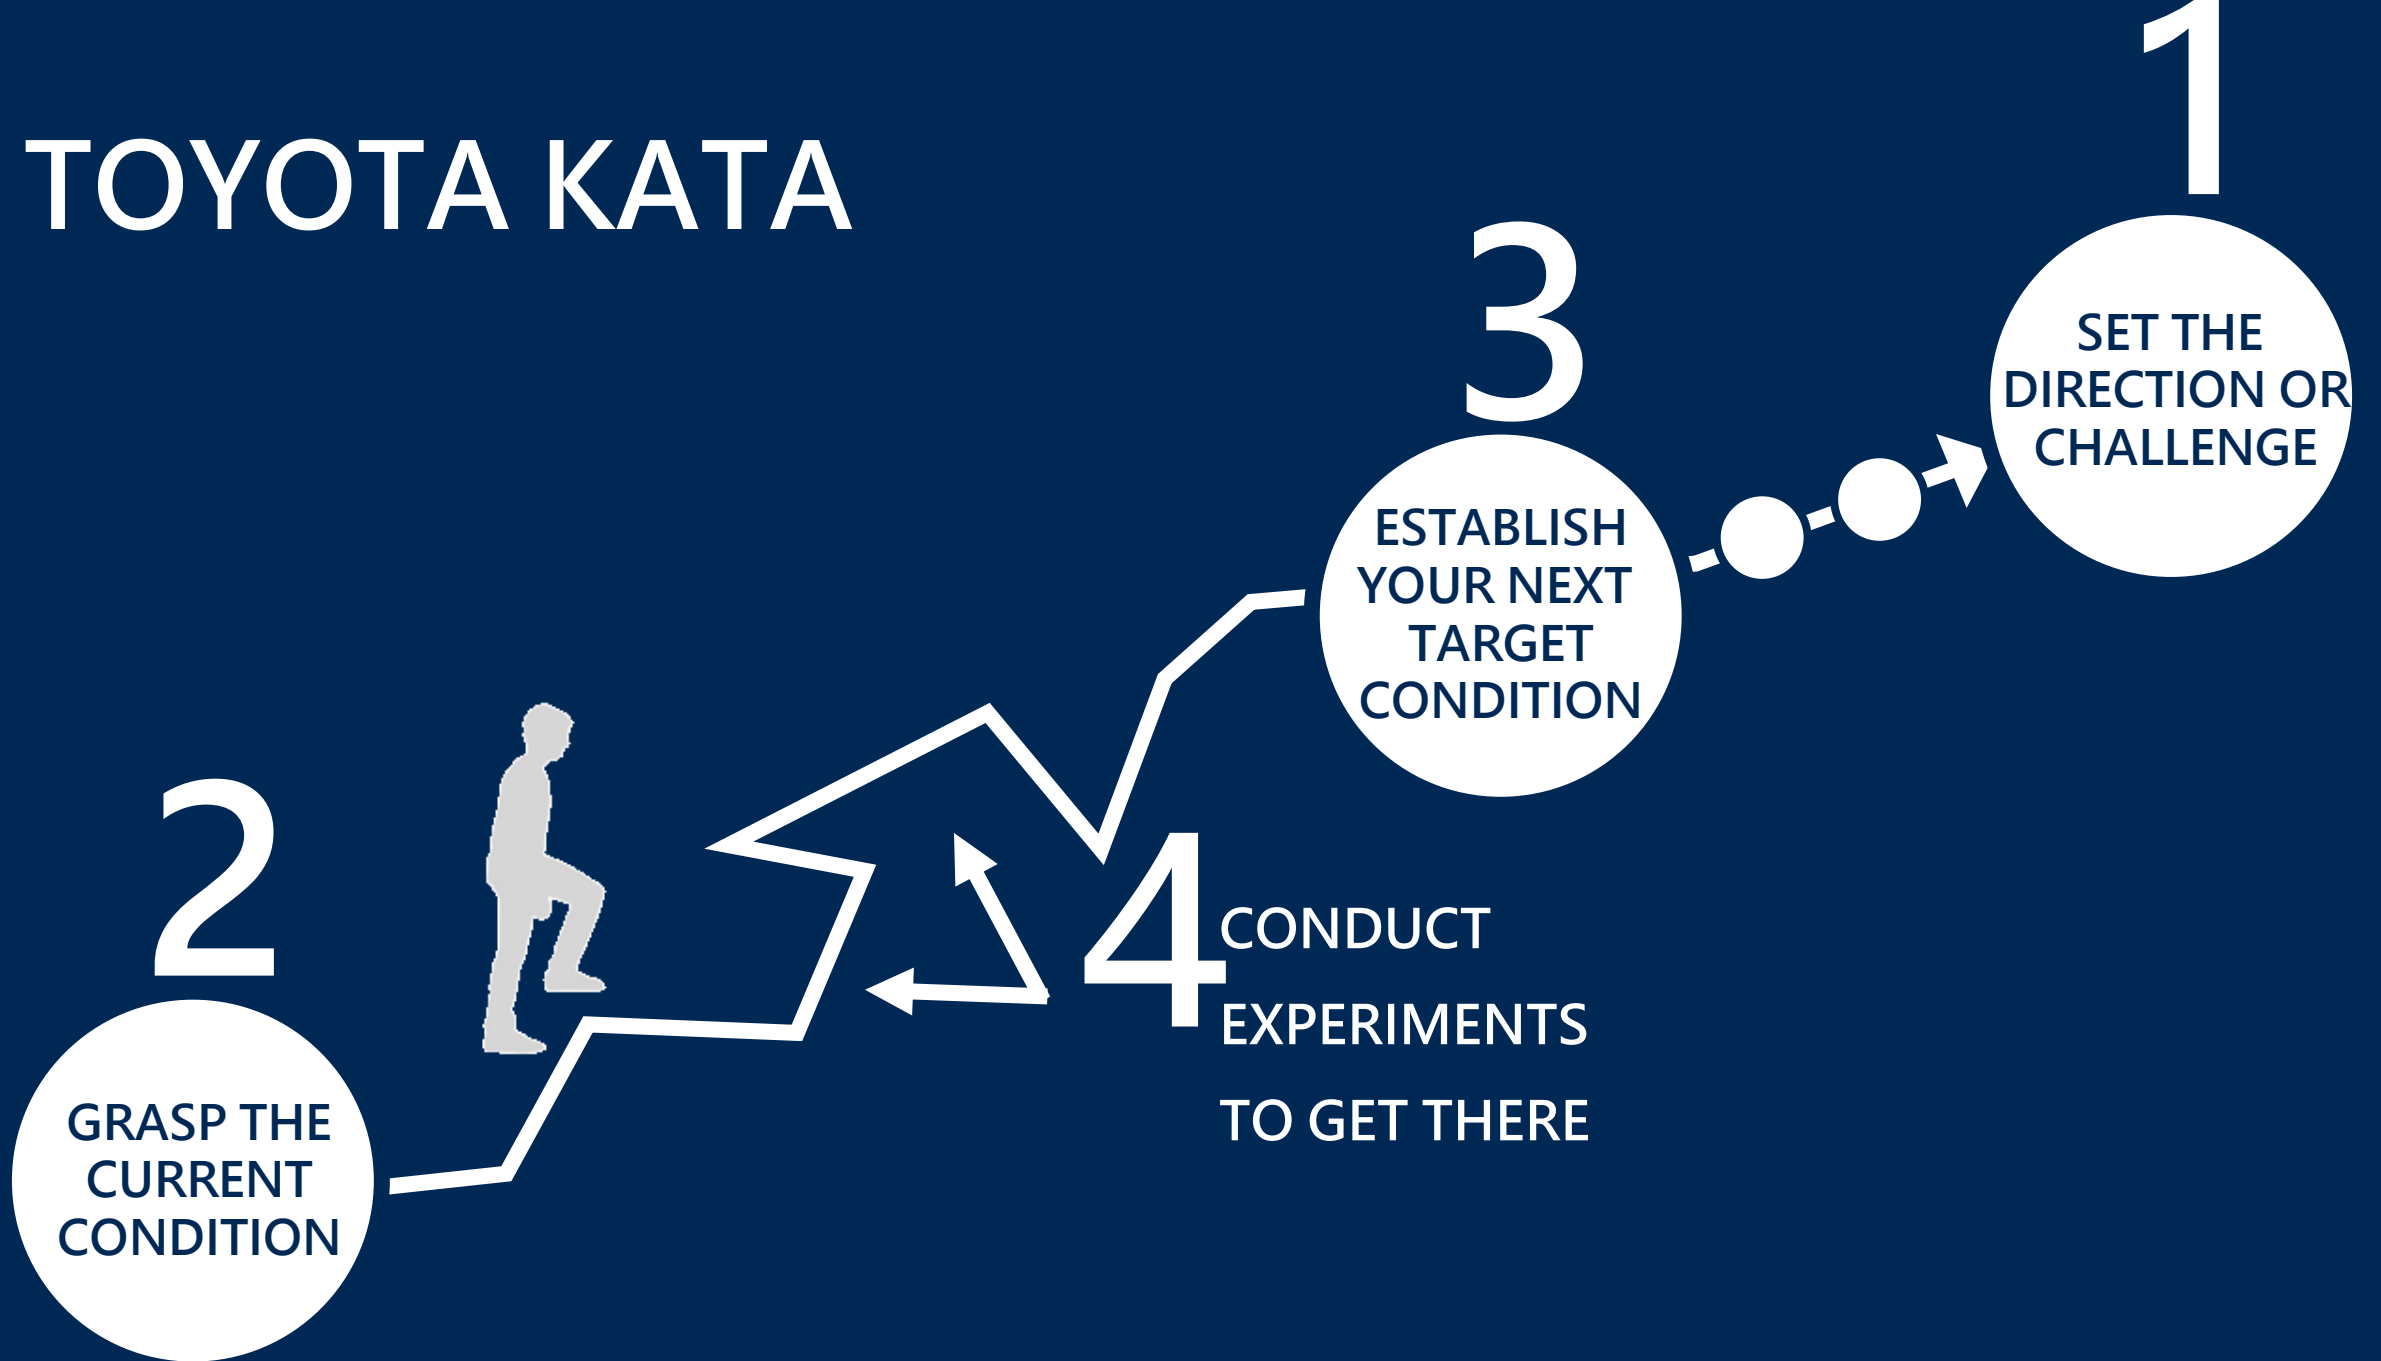 TOYOTA KATA
1
SET THE
DIRECTION OR
CHALLENGE
2
GRASP THE
CURRENT
CONDITION
3
ESTABLISH
YOUR NEXT
TARGET
CONDITION
4
CONDUCT
EXPERIMENTS
TO GET THERE